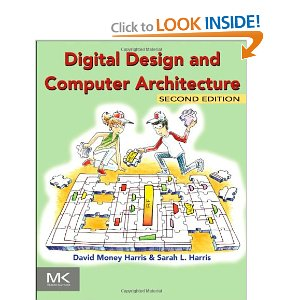 Click to LOOK INSIDE!
Digital Design and
Computer Architecture
SECOND EDITION
David Money Harris & Sarah L. Harris
MK